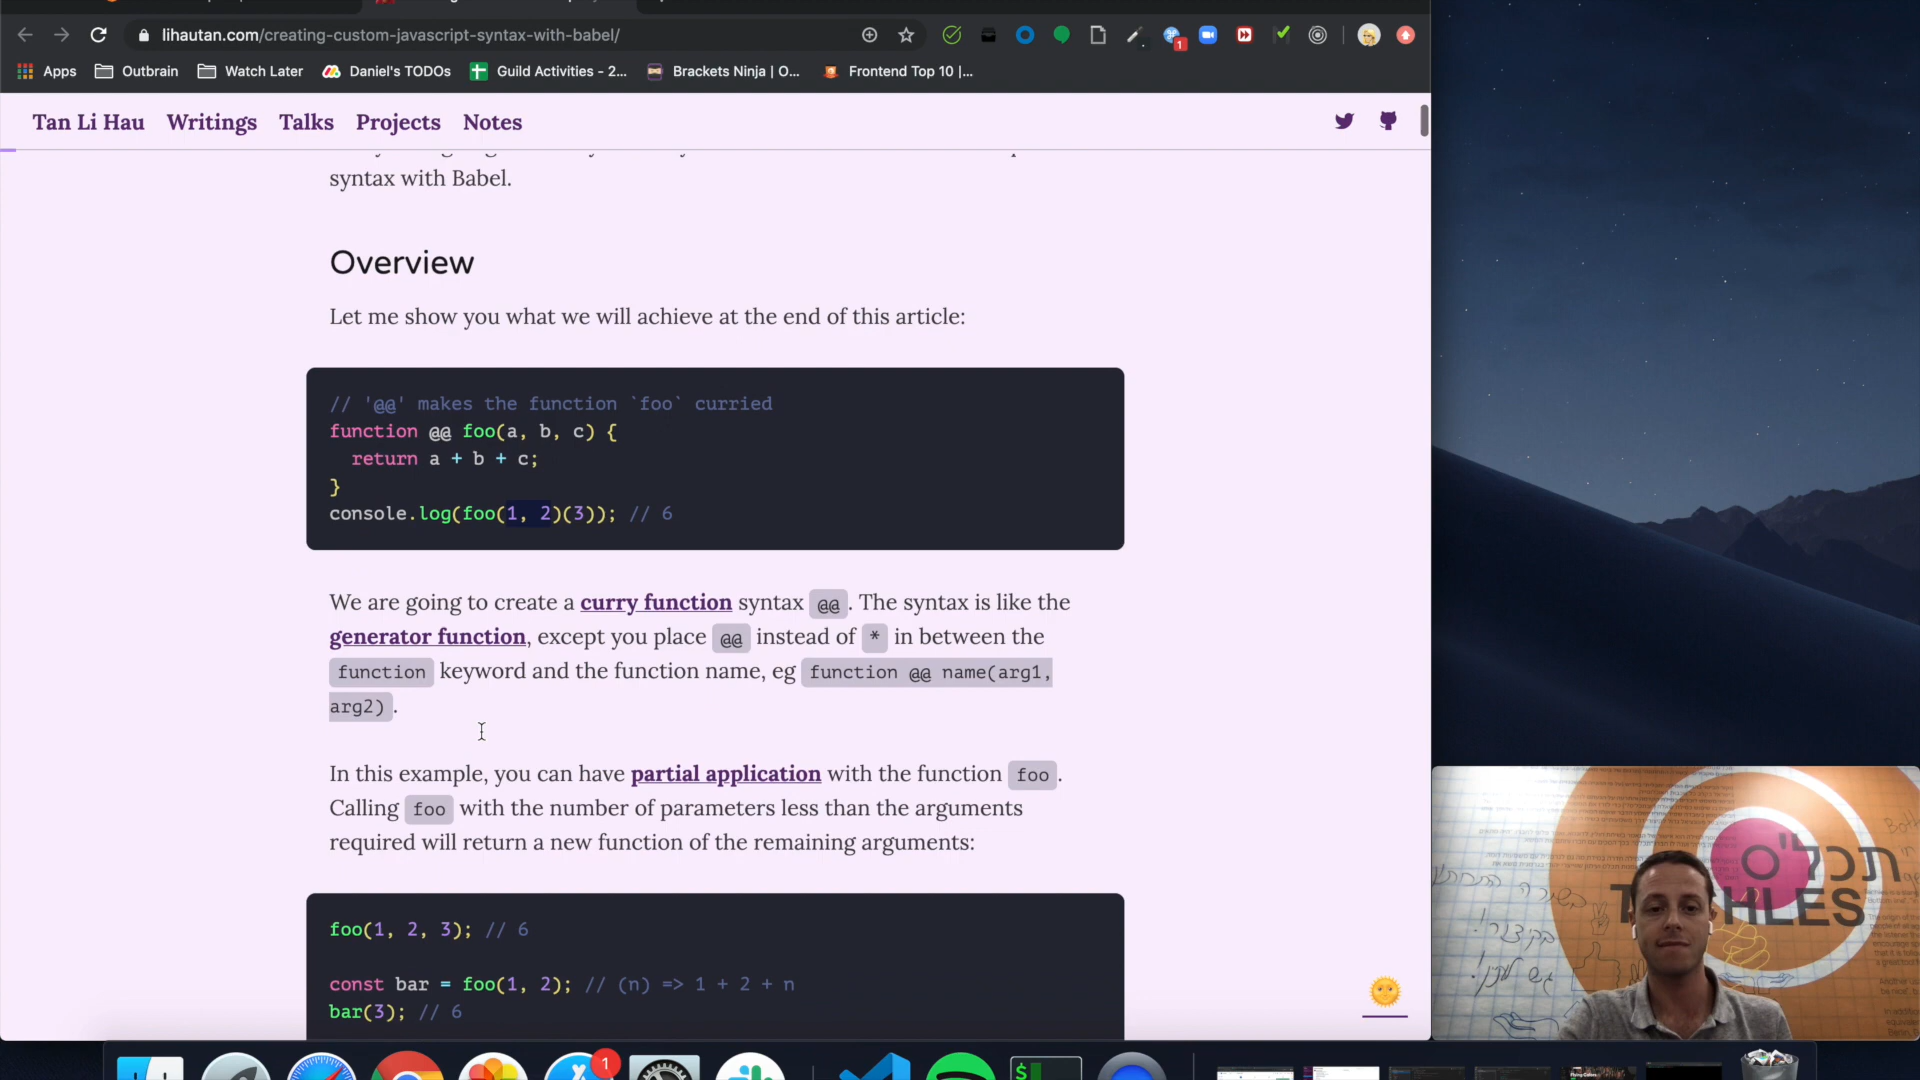 lihautan.com/creating-custom-javascript-syntax-with-babel/
1
Apps Outbrain Watch Later Daniel's TODOs Guild Activities - 2... Brackets Ninja | O... Frontend Top 10 |...
Tan Li Hau Writings Talks Projects Notes
syntax with Babel.
Overview
Let me show you what we will achieve at the end of this article:
// '@@' makes the function `foo` curried
function @@ foo(a, b, c) {
return a + b + c;
}
console.log(foo(1, 2)(3)); // 6
We are going to create a curry function syntax @@. The syntax is like the
generator function, except you place @@ instead of * in between the
function keyword and the function name, eg function @@ name(arg1,
arg2).
In this example, you can have partial application with the function foo.
Calling foo with the number of parameters less than the arguments
required will return a new function of the remaining arguments:
foo(1, 2, 3); // 6
const bar = foo(1, 2); // (n) => 1 + 2 + n
bar(3); // 6
תכל'ס
בקיצור!
1
$